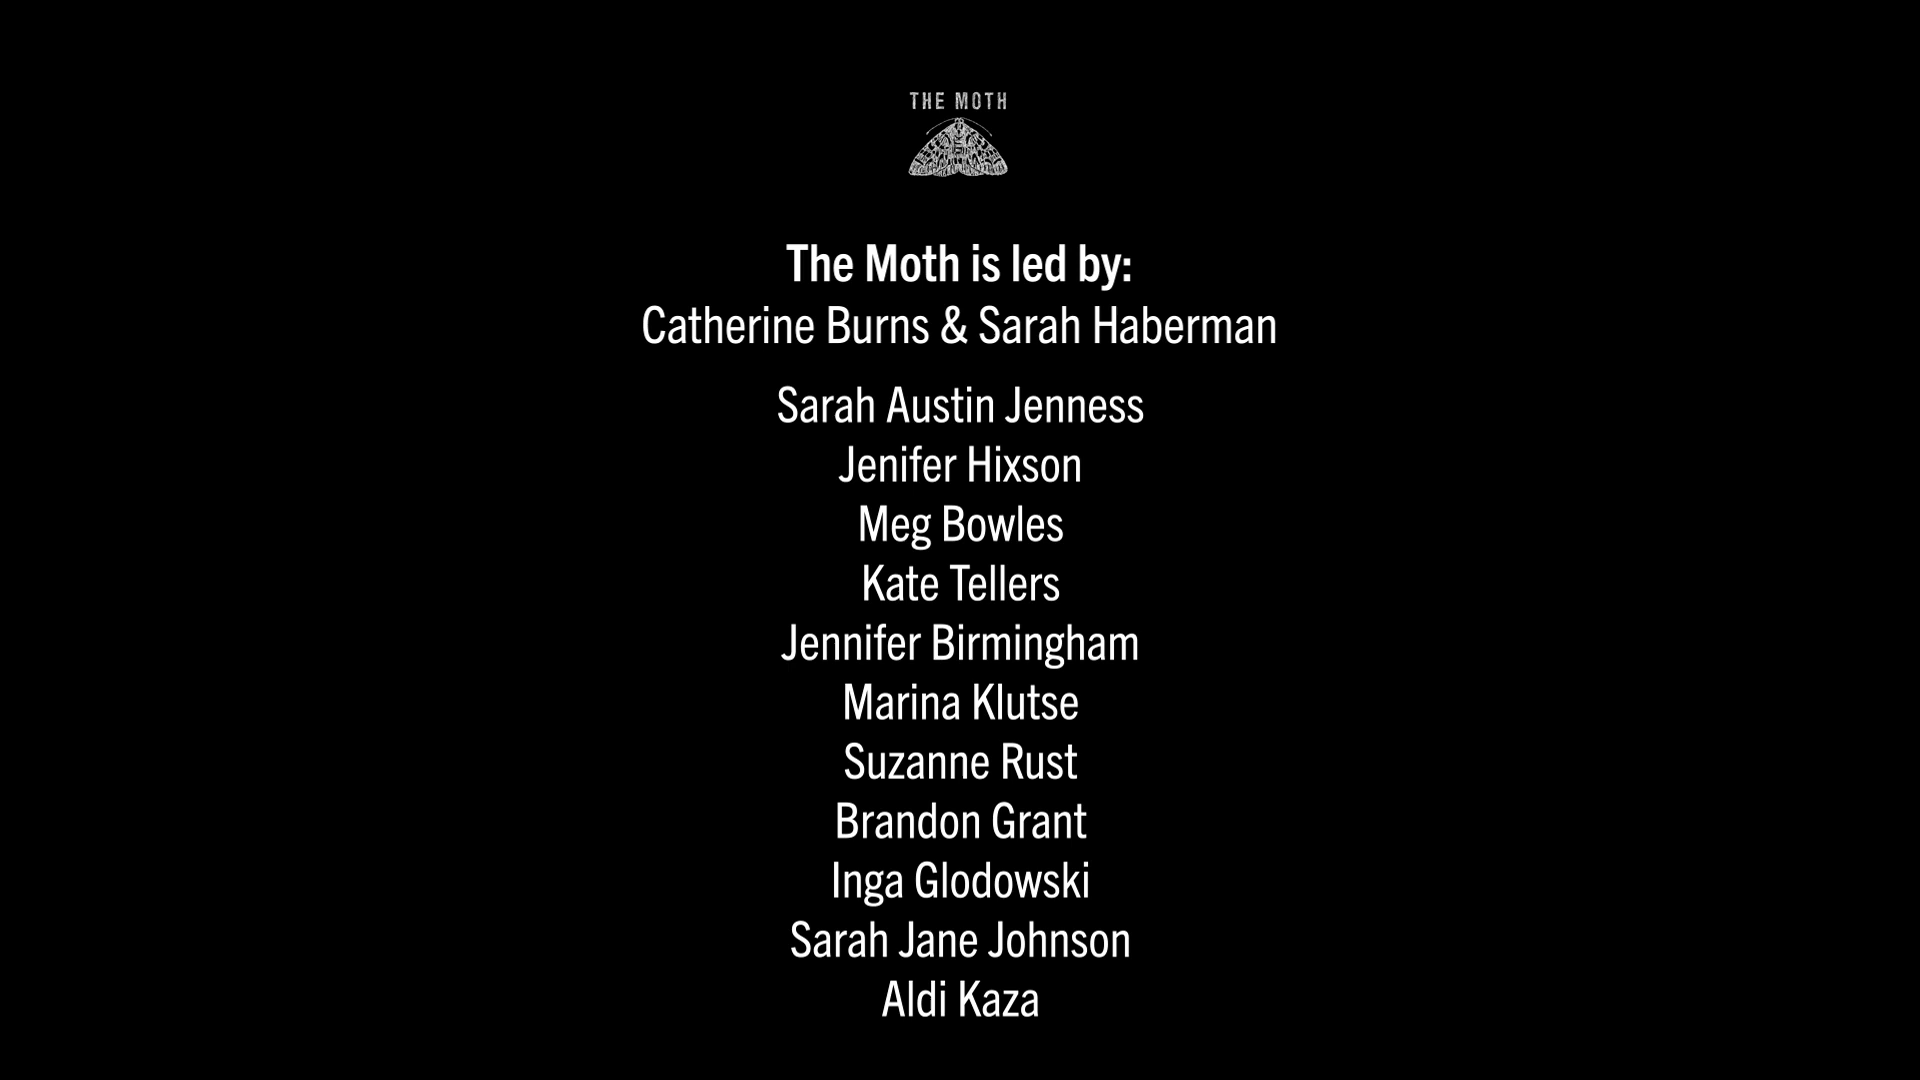 THE MOTH
The Moth is led by:
Catherine Burns & Sarah Haberman
Sarah Austin Jenness
Jenifer Hixson
Meg Bowles
Kate Tellers
Jennifer Birmingham
Marina Klutse
Suzanne Rust
Brandon Grant
Inga Glodowski
Sarah Jane Johnson
Aldi Kaza